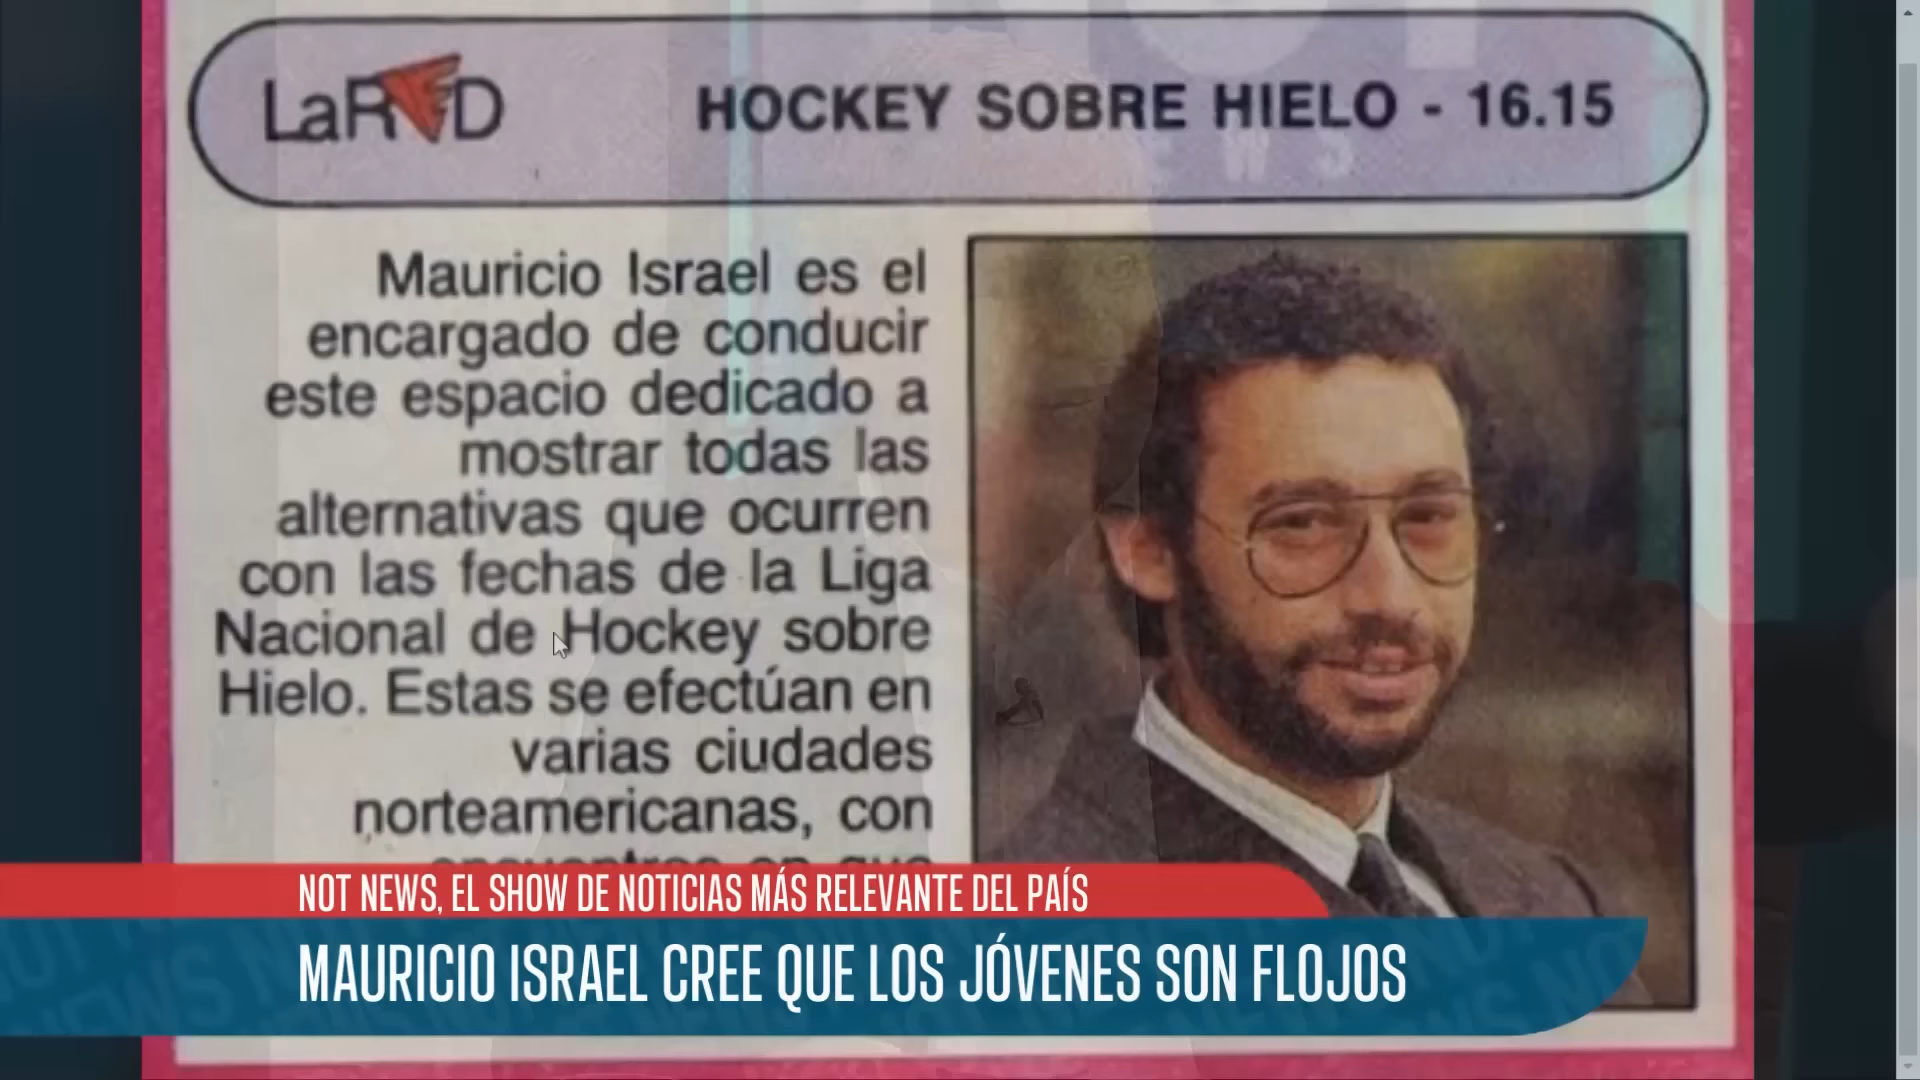 LaRED
HOCKEY SOBRE HIELO - 16.15
Mauricio Israel es el
encargado de conducir
este espacio dedicado a
mostrar todas las
alternativas que ocurren
con las fechas de la Liga
Nacional de Hockey sobre
Hielo. Estas se efectúan en
varias ciudades
norteamericanas, con
encuentros en que
NOT NEWS, EL SHOW DE NOTICIAS MÁS RELEVANTE DEL PAÍS
MAURICIO ISRAEL CREE QUE LOS JÓVENES SON FLOJOS